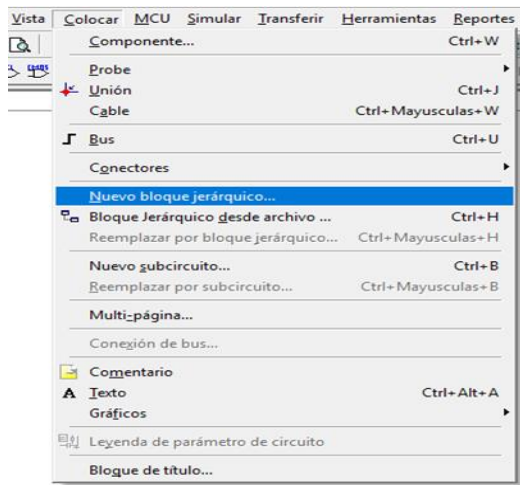 Vista Colocar MCU Simular Transferir Herramientas Reportes
Componente... Ctrl+W
Probe
Unión Ctrl+J
Cable Ctrl+Mayusculas+W
Bus Ctrl+U
Conectores
Nuevo bloque jerárquico...
Bloque Jerárquico desde archivo ... Ctrl+H
Reemplazar por bloque jerárquico... Ctrl+Mayusculas+H
Nuevo subcircuito... Ctrl+B
Reemplazar por subcircuito... Ctrl+Mayusculas+B
Multi-página...
Conexión de bus...
Comentario
A Texto Ctrl+Alt+A
Gráficos
Leyenda de parámetro de circuito
Bloque de título...